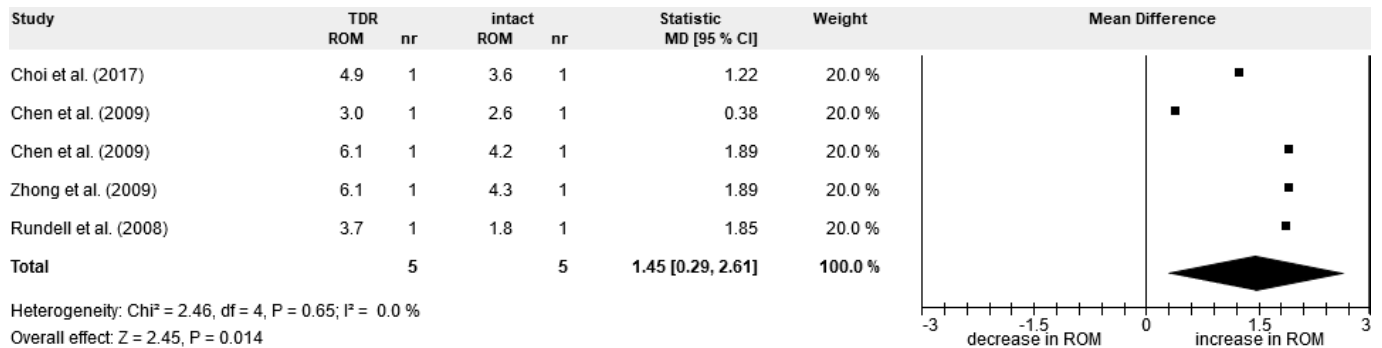 Study TDR intact Statistic Weight Mean Difference
ROM nr ROM nr MD [95 % CI]
Choi et al. (2017) 4.9 1 3.6 1 1.22 20.0 %
Chen et al. (2009) 3.0 1 2.6 1 0.38 20.0 %
Chen et al. (2009) 6.1 1 4.2 1 1.89 20.0 %
Zhong et al. (2009) 6.1 1 4.3 1 1.89 20.0 %
Rundell et al. (2008) 3.7 1 1.8 1 1.85 20.0 %
Total 5 5 1.45 [0.29, 2.61] 100.0 %
Heterogeneity: Chi² = 2.46, df = 4, P = 0.65; I² = 0.0 %
Overall effect: Z = 2.45, P = 0.014
-3 -1.5 0 1.5 3
decrease in ROM increase in ROM